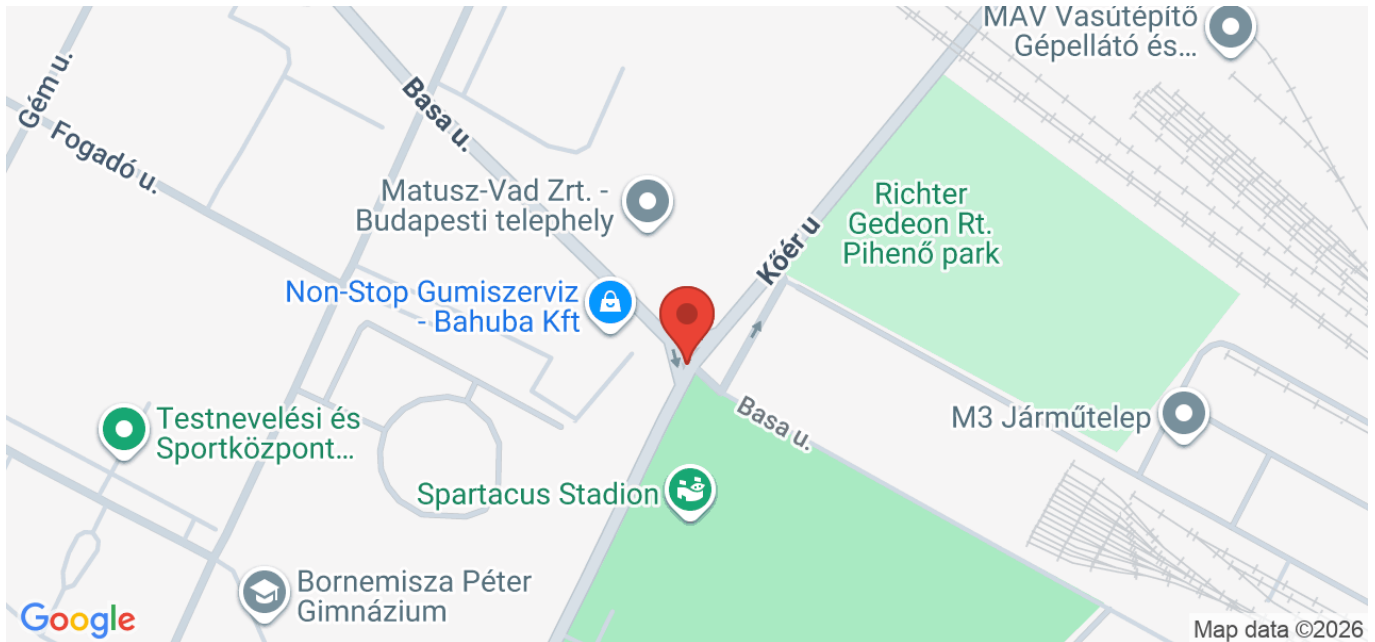 MÁV Vasútépítő
Gépellátó és...
Gém u.
Fogadó u.
Basa u.
Matusz-Vad Zrt. -
Budapesti telephely
Richter
Gedeon Rt.
Pihenő park
Kőér u
Non-Stop Gumiszerviz
- Bahuba Kft
Basa u.
M3 Járműtelep
Testnevelési és
Sportközpont...
Spartacus Stadion
Bornemisza Péter
Gimnázium
Google
Map data ©2026